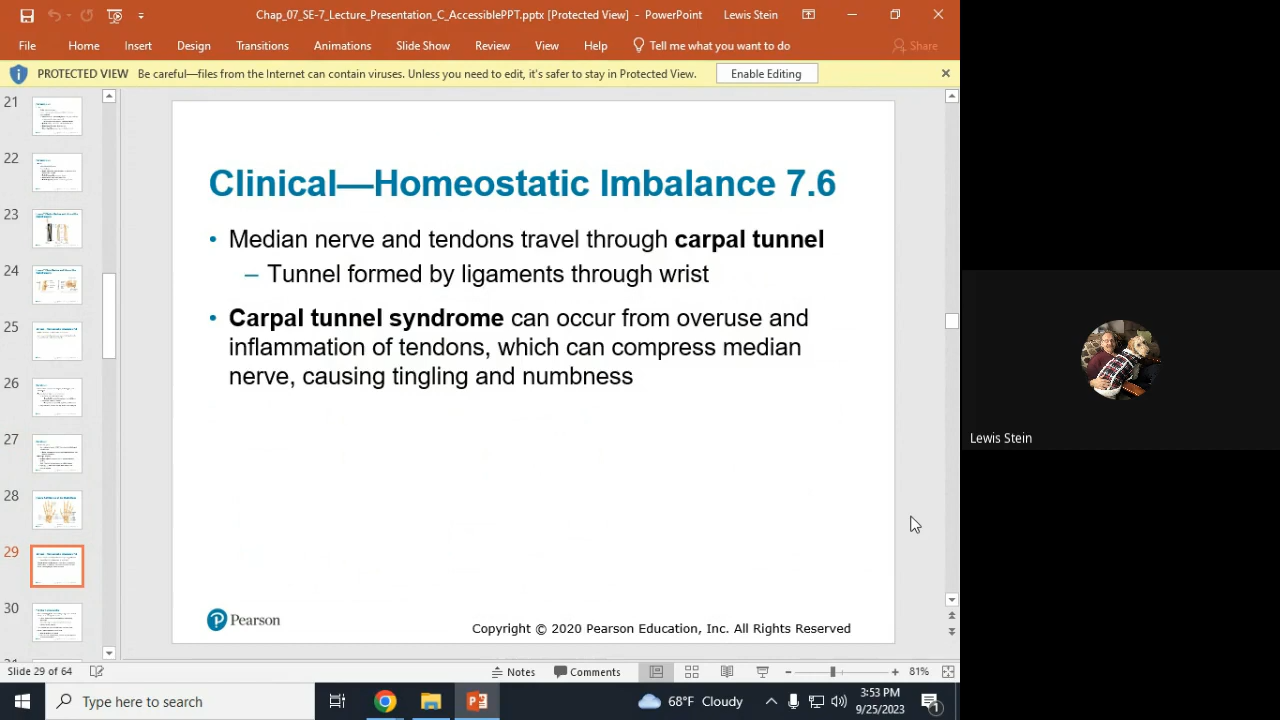 Chap_07_SE-7_Lecture_Presentation_C_AccessiblePPT.pptx [Protected View] - PowerPoint
Lewis Stein
File Home Insert Design Transitions Animations Slide Show Review View Help Tell me what you want to do Share
PROTECTED VIEW Be careful—files from the Internet can contain viruses. Unless you need to edit, it's safer to stay in Protected View. Enable Editing
21
22
23
24
25
26
27
28
29
30
Clinical—Homeostatic Imbalance 7.6
• Median nerve and tendons travel through carpal tunnel
– Tunnel formed by ligaments through wrist
• Carpal tunnel syndrome can occur from overuse and
inflammation of tendons, which can compress median
nerve, causing tingling and numbness
P Pearson
Copyright © 2020 Pearson Education, Inc. All Rights Reserved
Lewis Stein
Slide 29 of 64 Notes Comments 81%
Type here to search
68°F Cloudy
3:53 PM
9/25/2023
1